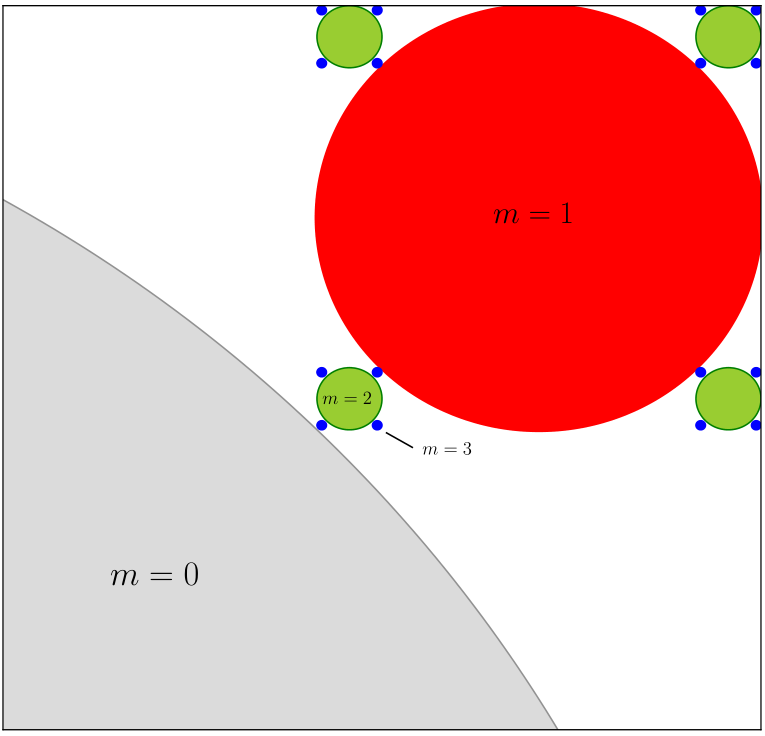 m = 1
m = 2
m = 3
m = 0